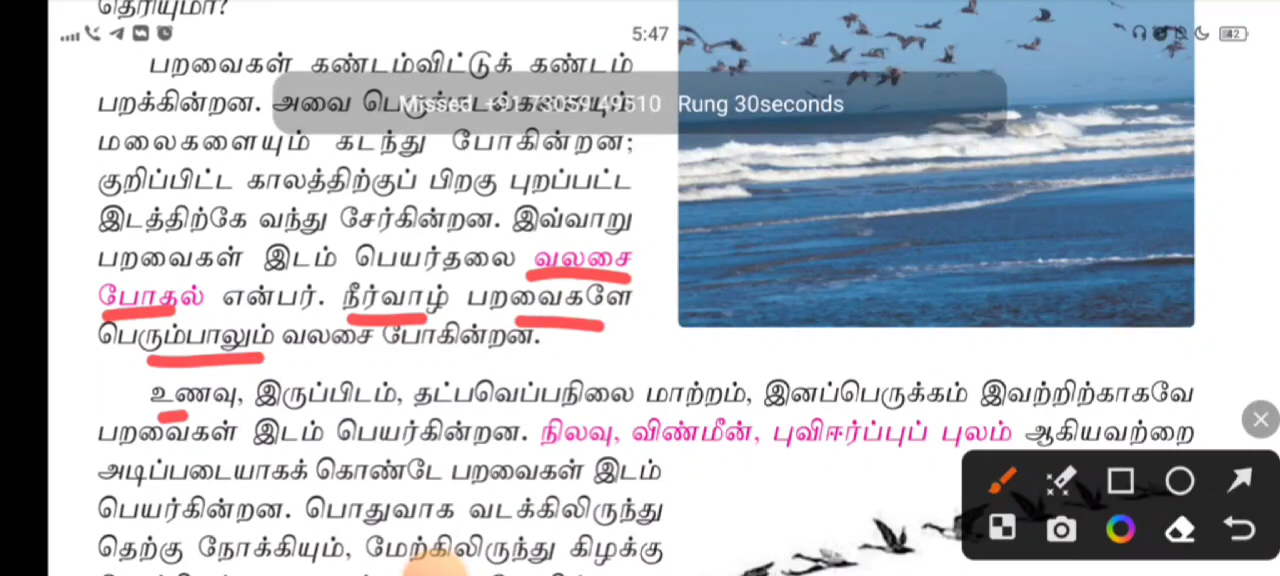 தெரியுமா?
5:47
42
பறவைகள் கண்டம்விட்டுக் கண்டம்
பறக்கின்றன. அவை
Missed Rung 30seconds
மலைகளையும் கடந்து போகின்றன;
குறிப்பிட்ட காலத்திற்குப் பிறகு புறப்பட்ட
இடத்திற்கே வந்து சேர்கின்றன. இவ்வாறு
பறவைகள் இடம் பெயர்தலை வலசை
போதல் என்பர். நீர்வாழ் பறவைகளே
பெரும்பாலும் வலசை போகின்றன.
உணவு, இருப்பிடம், தட்பவெப்பநிலை மாற்றம், இனப்பெருக்கம் இவற்றிற்காகவே
பறவைகள் இடம் பெயர்கின்றன. நிலவு, விண்மீன், புவிஈர்ப்புப் புலம் ஆகியவற்றை
அடிப்படையாகக் கொண்டே பறவைகள் இடம்
பெயர்கின்றன. பொதுவாக வடக்கிலிருந்து
தெற்கு நோக்கியும், மேற்கிலிருந்து கிழக்கு